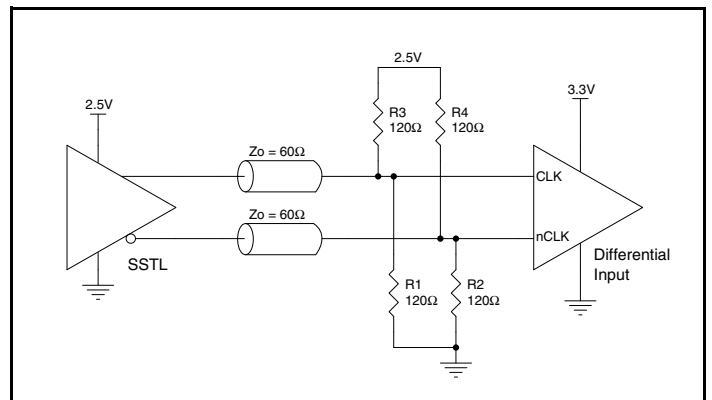 2.5V
2.5V
3.3V
R3
120Ω
R4
120Ω
Zo = 60Ω
CLK
Zo = 60Ω
nCLK
SSTL
Differential
Input
R1
120Ω
R2
120Ω